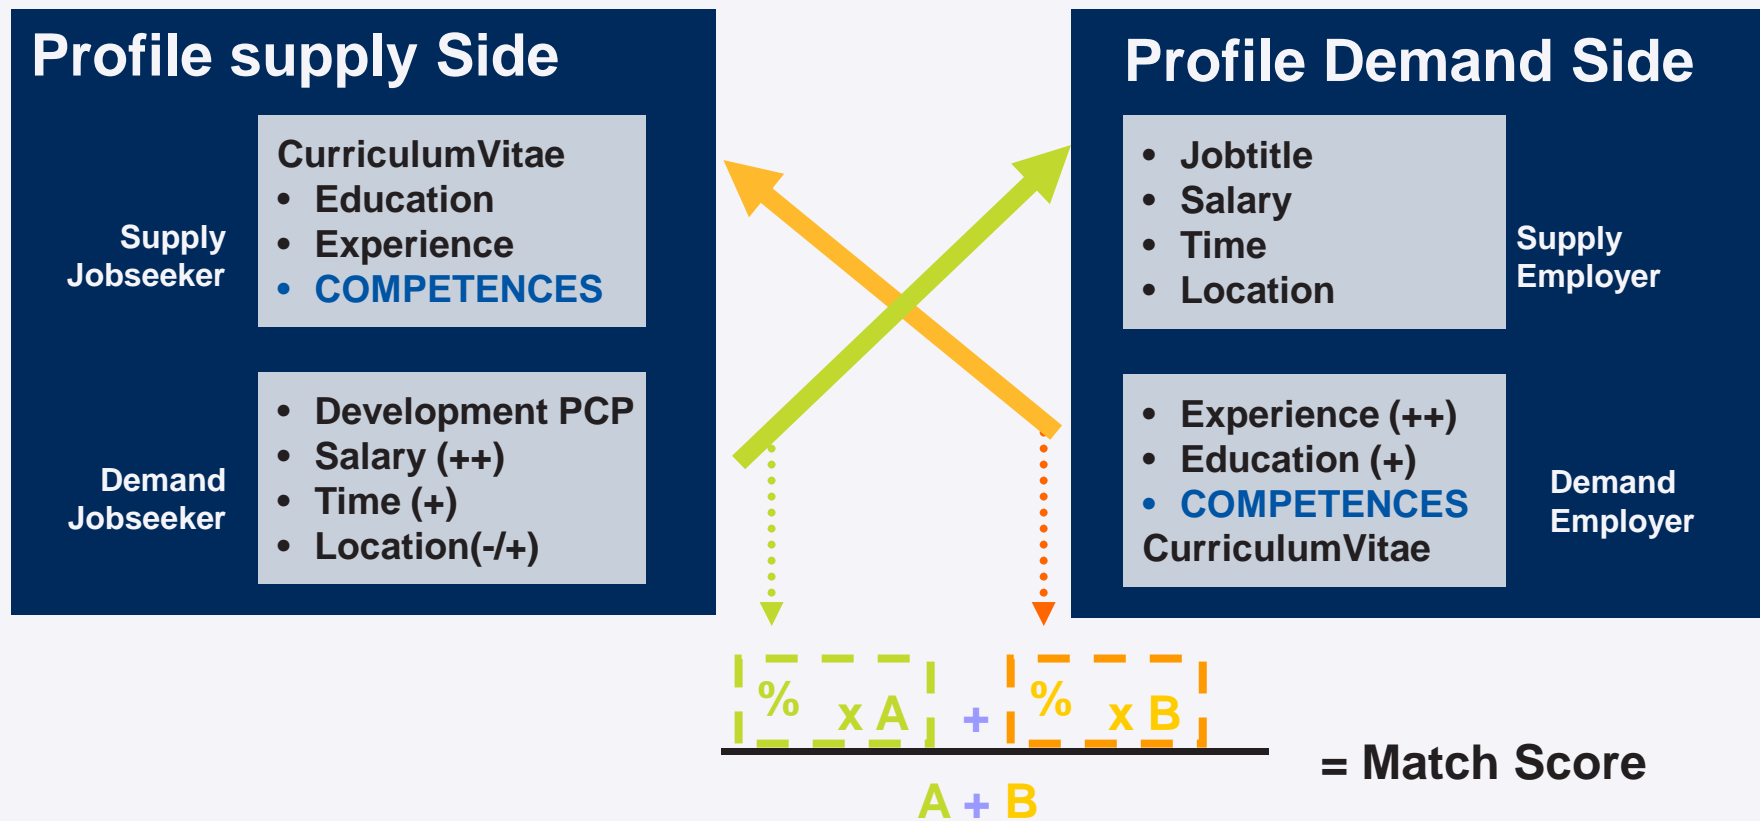 Profile supply Side
Supply
Jobseeker
CurriculumVitae
• Education
• Experience
• COMPETENCES
Demand
Jobseeker
• Development PCP
• Salary (++)
• Time (+)
• Location(-/+)
Profile Demand Side
• Jobtitle
• Salary
• Time
• Location
Supply
Employer
• Experience (++)
• Education (+)
• COMPETENCES
CurriculumVitae
Demand
Employer
% x A + % x B
A + B
= Match Score